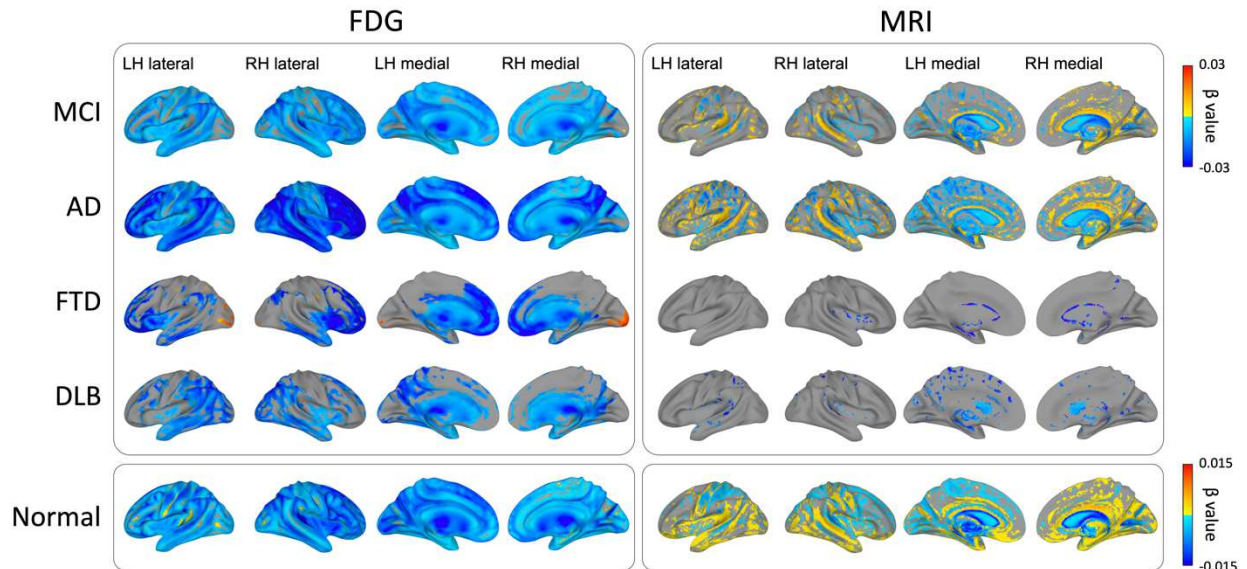 FDG MRI
LH lateral RH lateral LH medial RH medial LH lateral RH lateral LH medial RH medial
0.03
β value
-0.03
MCI
AD
FTD
DLB
0.015
β value
-0.015
Normal